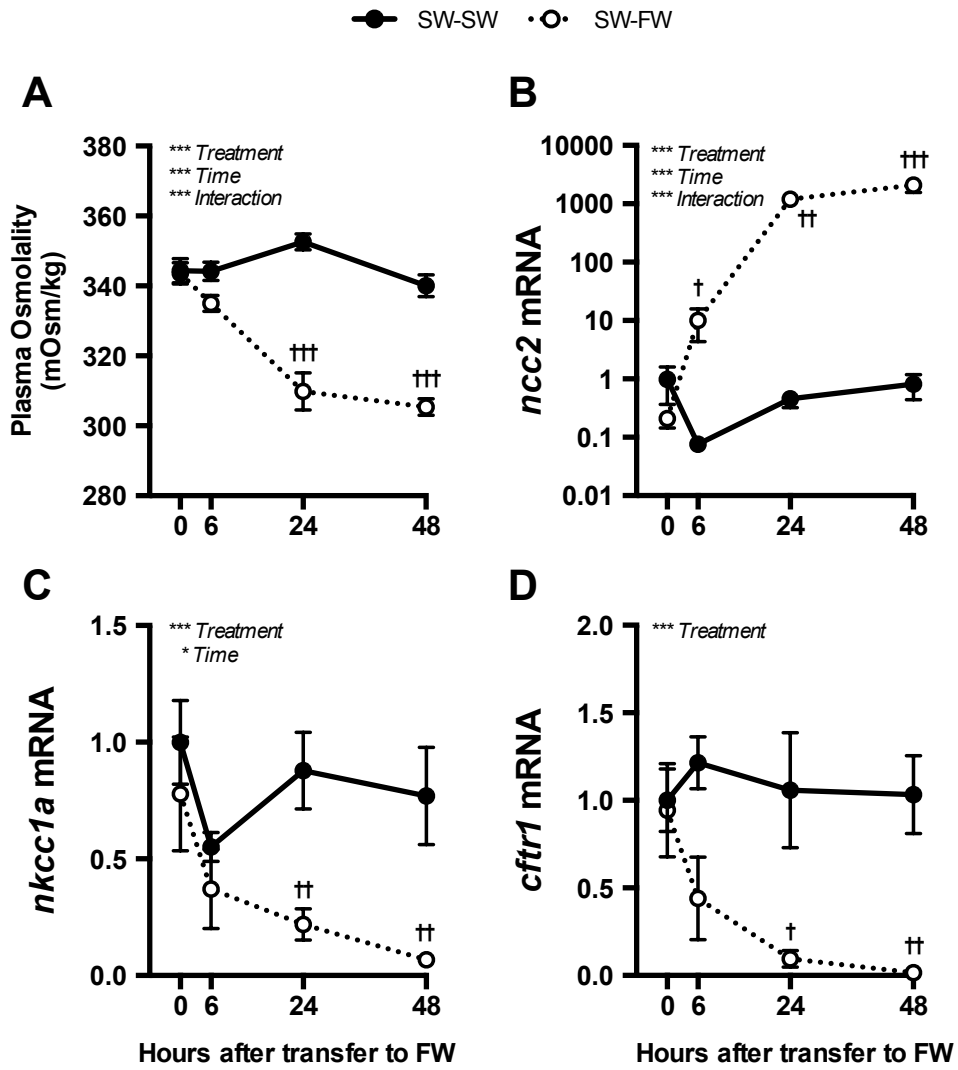 SW-SW SW-FW
A
380
360
340
320
300
280
Plasma Osmolality
(mOsm/kg)
*** Treatment
*** Time
*** Interaction
†††
†††
0 6 24 48
B
10000
1000
100
10
1
0.1
0.01
ncc2 mRNA
*** Treatment
*** Time
*** Interaction
†
††
†††
0 6 24 48
C
1.5
1.0
0.5
0.0
nkcc1a mRNA
*** Treatment
* Time
††
††
0 6 24 48
Hours after transfer to FW
D
2.0
1.5
1.0
0.5
0.0
cftr1 mRNA
*** Treatment
†
††
0 6 24 48
Hours after transfer to FW